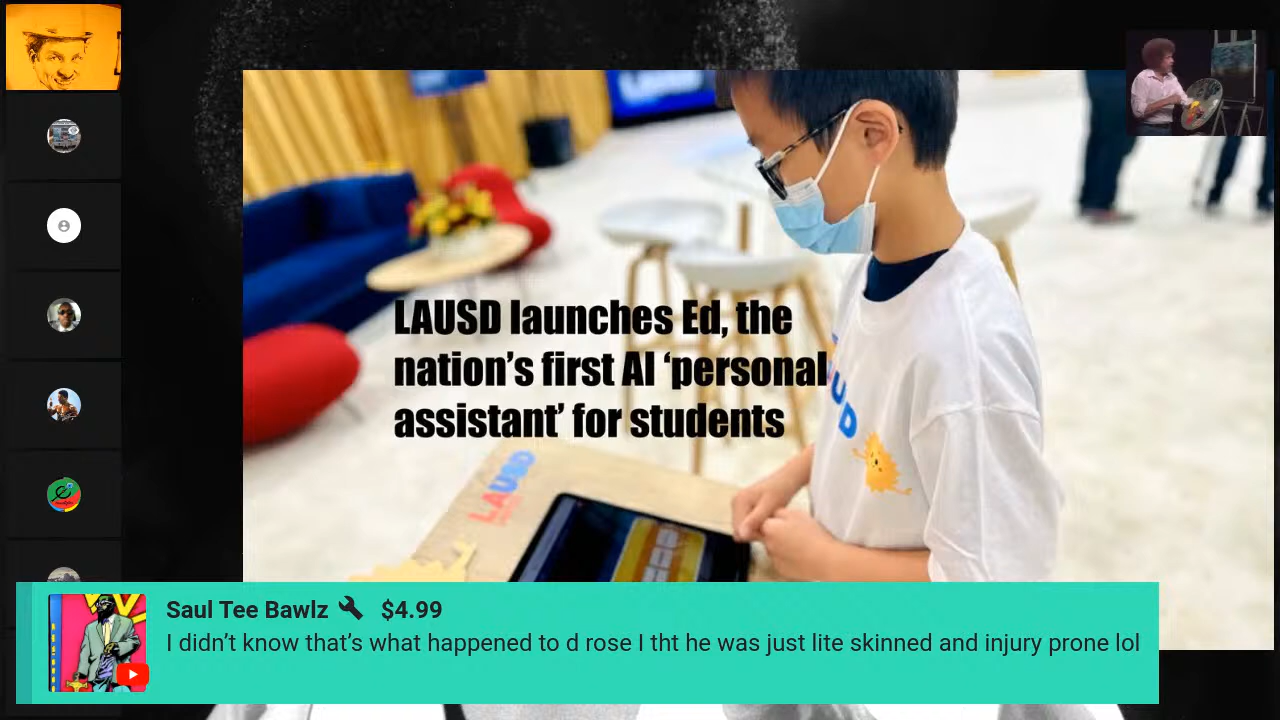 LAUSD launches Ed, the
nation’s first AI ‘personal
assistant’ for students
LAUSD
Saul Tee Bawlz $4.99
I didn’t know that’s what happened to d rose I tht he was just lite skinned and injury prone lol